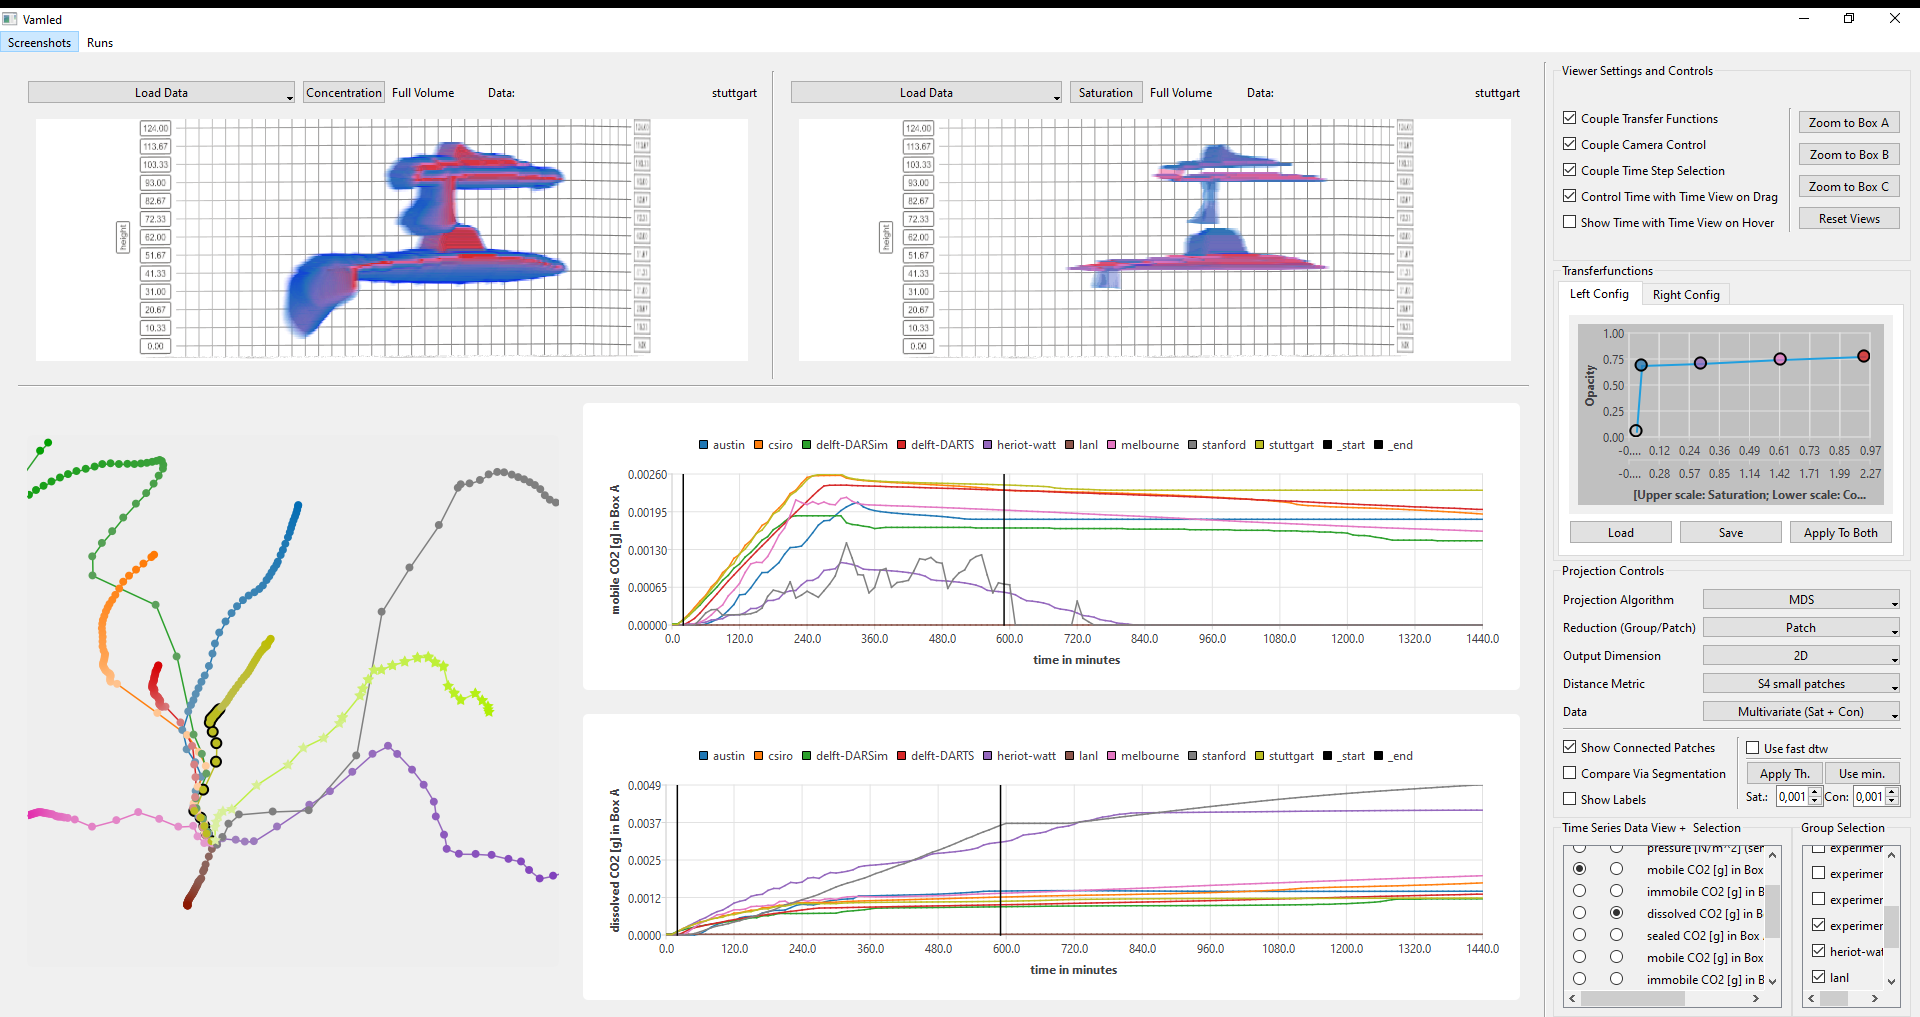 Vamled
Screenshots Runs
Load Data Concentration Full Volume Data: stuttgart
Load Data Saturation Full Volume Data: stuttgart
124.00
113.67
103.33
93.00
82.67
72.33
62.00
51.67
41.33
31.00
20.67
10.33
0.00
height
124.00
113.67
103.33
93.00
82.67
72.33
62.00
51.67
41.33
31.00
20.67
10.33
0.00
height
austin csiro delft-DARSim delft-DARTS heriot-watt lanl melbourne stanford stuttgart _start _end
mobile CO2 [g] in Box A
0.00260
0.00195
0.00130
0.00065
0.00000
0.0 120.0 240.0 360.0 480.0 600.0 720.0 840.0 960.0 1080.0 1200.0 1320.0 1440.0
time in minutes
austin csiro delft-DARSim delft-DARTS heriot-watt lanl melbourne stanford stuttgart _start _end
dissolved CO2 [g] in Box A
0.0049
0.0037
0.0025
0.0012
0.0000
0.0 120.0 240.0 360.0 480.0 600.0 720.0 840.0 960.0 1080.0 1200.0 1320.0 1440.0
time in minutes
Viewer Settings and Controls
Couple Transfer Functions
Couple Camera Control
Couple Time Step Selection
Control Time with Time View on Drag
Show Time with Time View on Hover
Zoom to Box A
Zoom to Box B
Zoom to Box C
Reset Views
Transferfunctions
Left Config Right Config
Opacity
1.00
0.75
0.50
0.25
0.00
-0.... 0.12 0.24 0.36 0.49 0.61 0.73 0.85 0.97
-0.... 0.28 0.57 0.85 1.14 1.42 1.71 1.99 2.27
[Upper scale: Saturation; Lower scale: Co...
Load Save Apply To Both
Projection Controls
Projection Algorithm MDS
Reduction (Group/Patch) Patch
Output Dimension 2D
Distance Metric S4 small patches
Data Multivariate (Sat + Con)
Show Connected Patches
Compare Via Segmentation
Show Labels
Use fast dtw
Apply Th. Use min.
Sat.: 0,001 Con: 0,001
Time Series Data View + Selection
pressure [N/m^2] (ser
mobile CO2 [g] in Box
immobile CO2 [g] in B
dissolved CO2 [g] in B
sealed CO2 [g] in Box
mobile CO2 [g] in Box
immobile CO2 [g] in B
Group Selection
experimer
experimer
experimer
experimer
heriot-wat
lanl